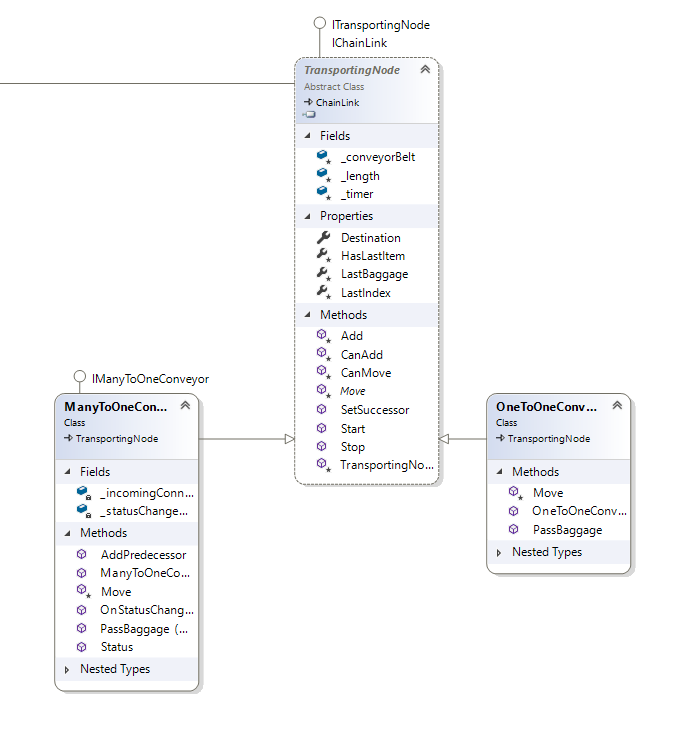 ITransportingNode
IChainLink
TransportingNode
Abstract Class
ChainLink
Fields
_conveyorBelt
_length
_timer
Properties
Destination
HasLastItem
LastBaggage
LastIndex
Methods
Add
CanAdd
CanMove
Move
SetSuccessor
Start
Stop
TransportingNo...
IManyToOneConveyor
ManyToOneCon...
Class
TransportingNode
Fields
_incomingConn...
_statusChange...
Methods
AddPredecessor
ManyToOneCo...
Move
OnStatusChang...
PassBaggage (...
Status
Nested Types
OneToOneConv...
Class
TransportingNode
Methods
Move
OneToOneConv...
PassBaggage
Nested Types